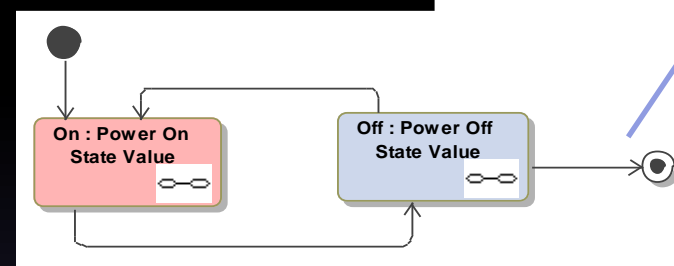 On : Power On
State Value
Off : Power Off
State Value